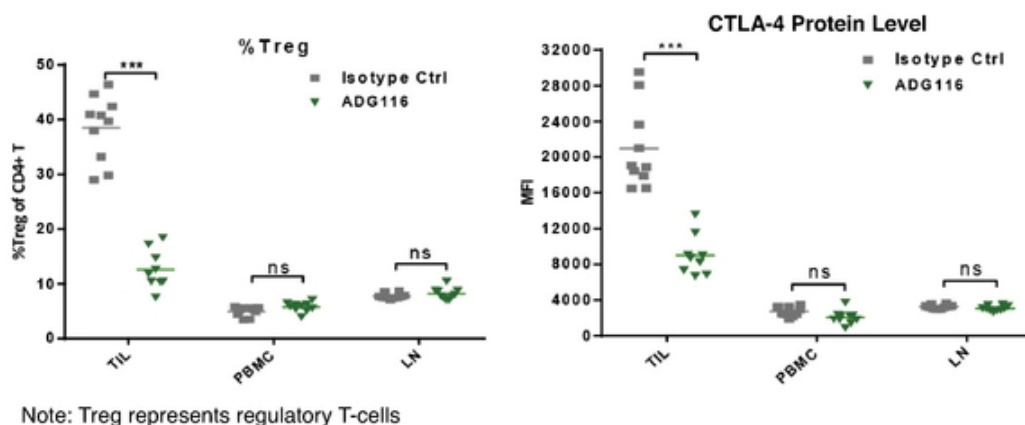 %Treg
%Treg of CD4+ T
50
40
30
20
10
0
***
ns
ns
Isotype Ctrl
ADG116
TIL
PBMC
LN
CTLA-4 Protein Level
MFI
32000
28000
24000
20000
16000
12000
8000
4000
0
***
ns
ns
Isotype Ctrl
ADG116
TIL
PBMC
LN
Note: Treg represents regulatory T-cells